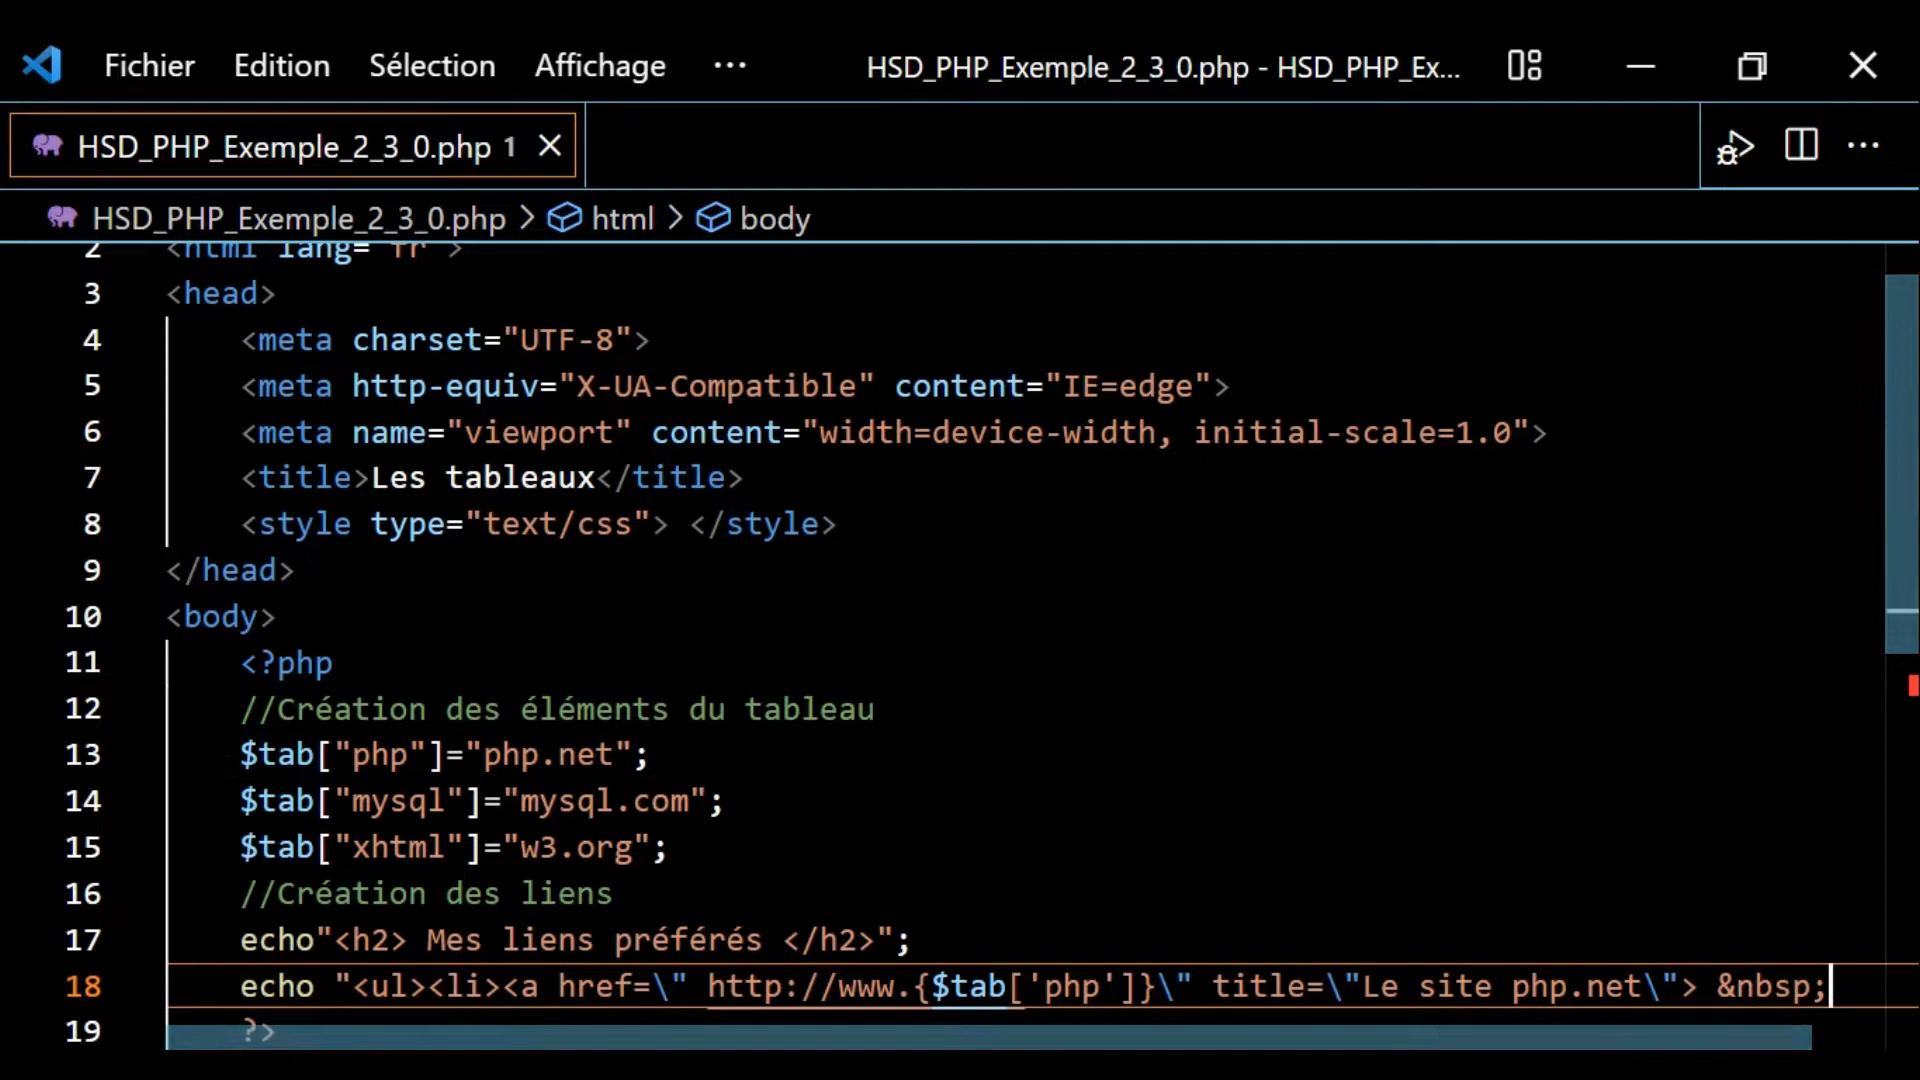 Fichier Edition Sélection Affichage ··· HSD_PHP_Exemple_2_3_0.php - HSD_PHP_Ex...
HSD_PHP_Exemple_2_3_0.php 1
HSD_PHP_Exemple_2_3_0.php > html > body
2 <html lang="fr">
3 <head>
4 <meta charset="UTF-8">
5 <meta http-equiv="X-UA-Compatible" content="IE=edge">
6 <meta name="viewport" content="width=device-width, initial-scale=1.0">
7 <title>Les tableaux</title>
8 <style type="text/css"> </style>
9 </head>
10 <body>
11 <?php
12 //Création des éléments du tableau
13 $tab["php"]="php.net";
14 $tab["mysql"]="mysql.com";
15 $tab["xhtml"]="w3.org";
16 //Création des liens
17 echo"<h2> Mes liens préférés </h2>";
18 echo "<ul><li><a href=\" http://www.{$tab['php']}\" title=\"Le site php.net\"> &nbsp;
19 ?>